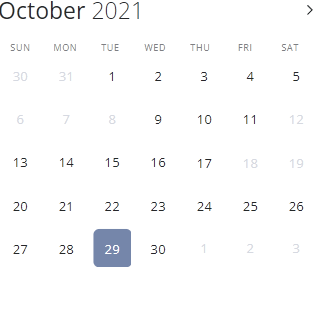 October 2021
SUN MON TUE WED THU FRI SAT
30 31 1 2 3 4 5
6 7 8 9 10 11 12
13 14 15 16 17 18 19
20 21 22 23 24 25 26
27 28 29 30 1 2 3